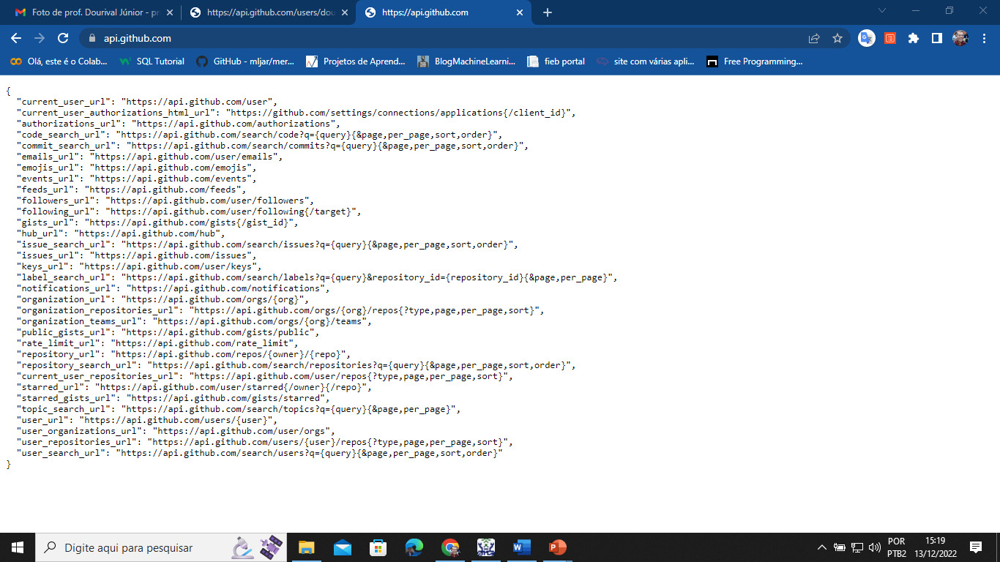 Foto de prof. Dourival Júnior - pr
https://api.github.com/users/dou
https://api.github.com
api.github.com
Olá, este é o Colab...
SQL Tutorial
GitHub - mljar/mer...
Projetos de Aprend...
BlogMachineLearni...
fieb portal
site com várias apli...
Free Programming...
{
"current_user_url": "https://api.github.com/user",
"current_user_authorizations_html_url": "https://github.com/settings/connections/applications{/client_id}",
"authorizations_url": "https://api.github.com/authorizations",
"code_search_url": "https://api.github.com/search/code?q={query}{&page,per_page,sort,order}",
"commit_search_url": "https://api.github.com/search/commits?q={query}{&page,per_page,sort,order}",
"emails_url": "https://api.github.com/user/emails",
"emojis_url": "https://api.github.com/emojis",
"events_url": "https://api.github.com/events",
"feeds_url": "https://api.github.com/feeds",
"followers_url": "https://api.github.com/user/followers",
"following_url": "https://api.github.com/user/following{/target}",
"gists_url": "https://api.github.com/gists{/gist_id}",
"hub_url": "https://api.github.com/hub",
"issue_search_url": "https://api.github.com/search/issues?q={query}{&page,per_page,sort,order}",
"issues_url": "https://api.github.com/issues",
"keys_url": "https://api.github.com/user/keys",
"label_search_url": "https://api.github.com/search/labels?q={query}&repository_id={repository_id}{&page,per_page}",
"notifications_url": "https://api.github.com/notifications",
"organization_url": "https://api.github.com/orgs/{org}",
"organization_repositories_url": "https://api.github.com/orgs/{org}/repos{?type,page,per_page,sort}",
"organization_teams_url": "https://api.github.com/orgs/{org}/teams",
"public_gists_url": "https://api.github.com/gists/public",
"rate_limit_url": "https://api.github.com/rate_limit",
"repository_url": "https://api.github.com/repos/{owner}/{repo}",
"repository_search_url": "https://api.github.com/search/repositories?q={query}{&page,per_page,sort,order}",
"current_user_repositories_url": "https://api.github.com/user/repos{?type,page,per_page,sort}",
"starred_url": "https://api.github.com/user/starred{/owner}{/repo}",
"starred_gists_url": "https://api.github.com/gists/starred",
"topic_search_url": "https://api.github.com/search/topics?q={query}{&page,per_page}",
"user_url": "https://api.github.com/users/{user}",
"user_organizations_url": "https://api.github.com/user/orgs",
"user_repositories_url": "https://api.github.com/users/{user}/repos{?type,page,per_page,sort}",
"user_search_url": "https://api.github.com/search/users?q={query}{&page,per_page,sort,order}"
}
Digite aqui para pesquisar
POR
PTB2
15:19
13/12/2022